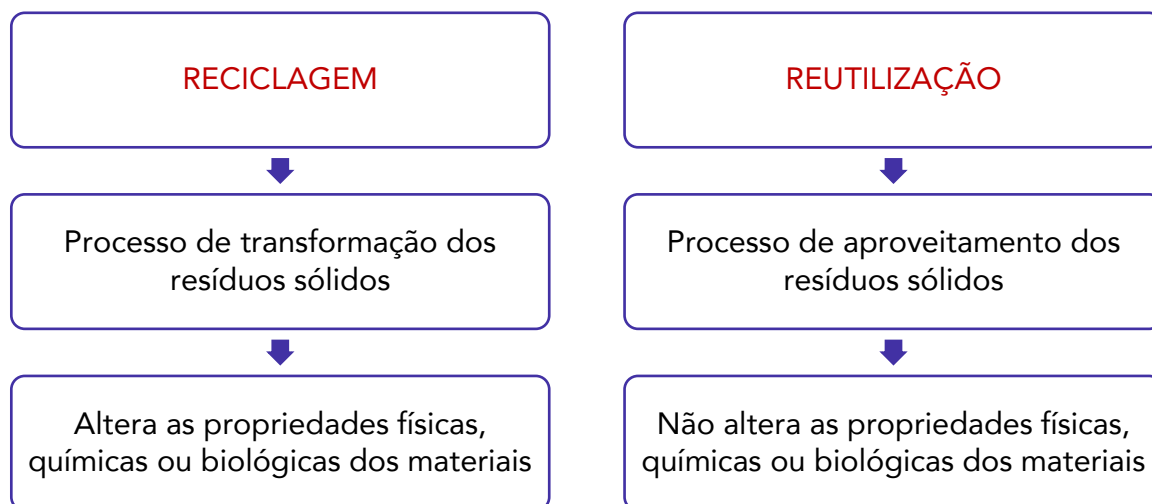 RECICLAGEM
Processo de transformação dos
resíduos sólidos
Altera as propriedades físicas,
químicas ou biológicas dos materiais
REUTILIZAÇÃO
Processo de aproveitamento dos
resíduos sólidos
Não altera as propriedades físicas,
químicas ou biológicas dos materiais